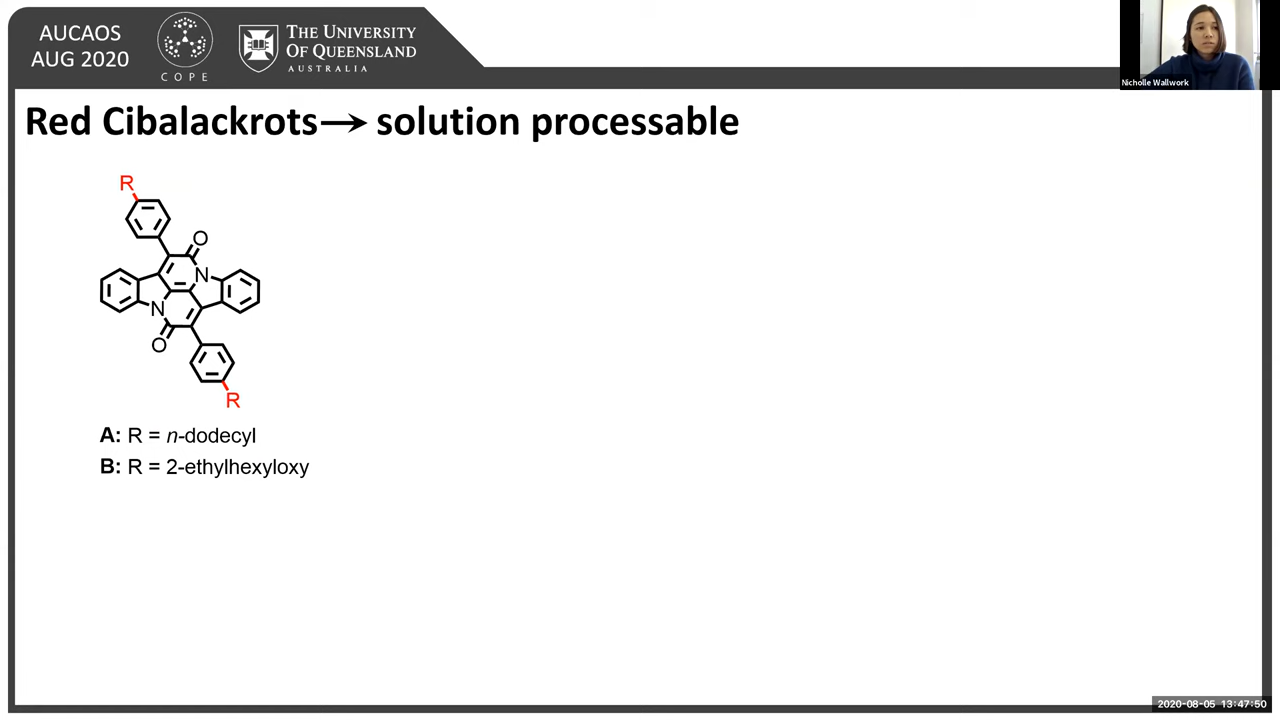 AUCAOS
AUG 2020
COPE
THE UNIVERSITY
OF QUEENSLAND
AUSTRALIA
Nicholle Wallwork
Red Cibalackrots→ solution processable
R
O
N
N
O
R
A: R = n-dodecyl
B: R = 2-ethylhexyloxy
2020-08-05 13:47:50